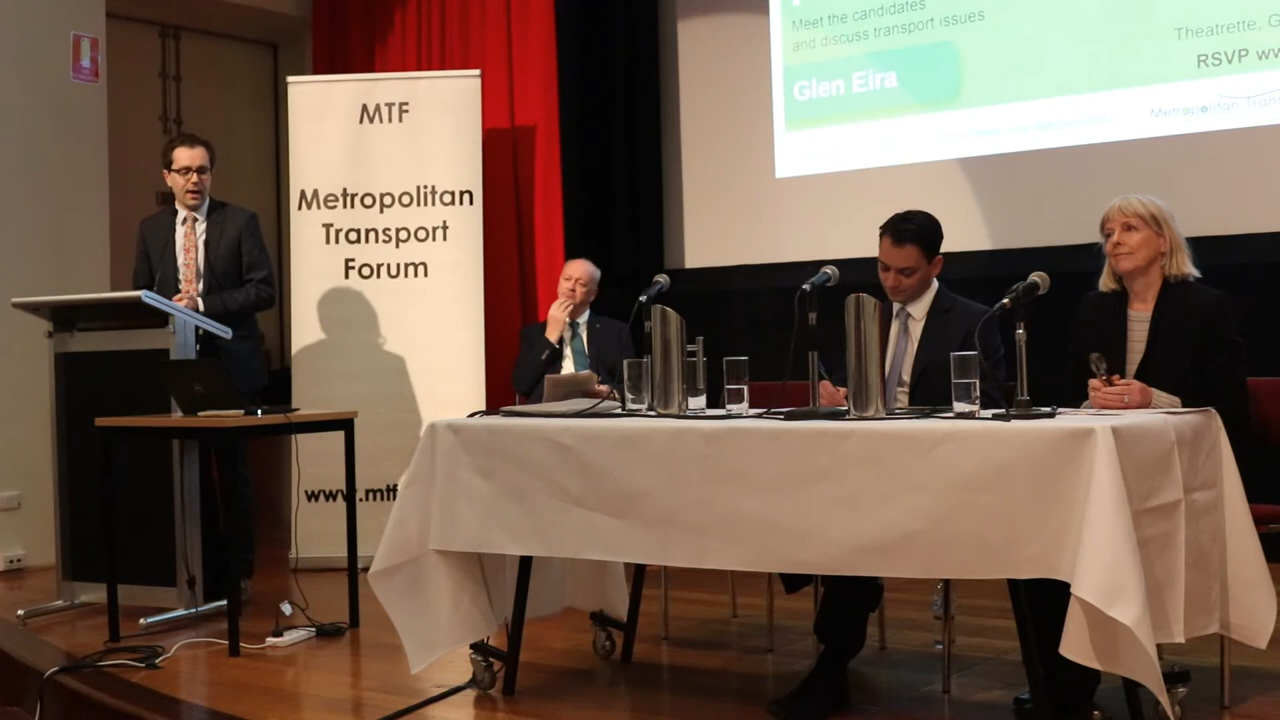 Meet the candidates
and discuss transport issues
Glen Eira
Theatrette, G
RSVP ww
Metropolitan Tran
MTF
Metropolitan
Transport
Forum
www.mtf